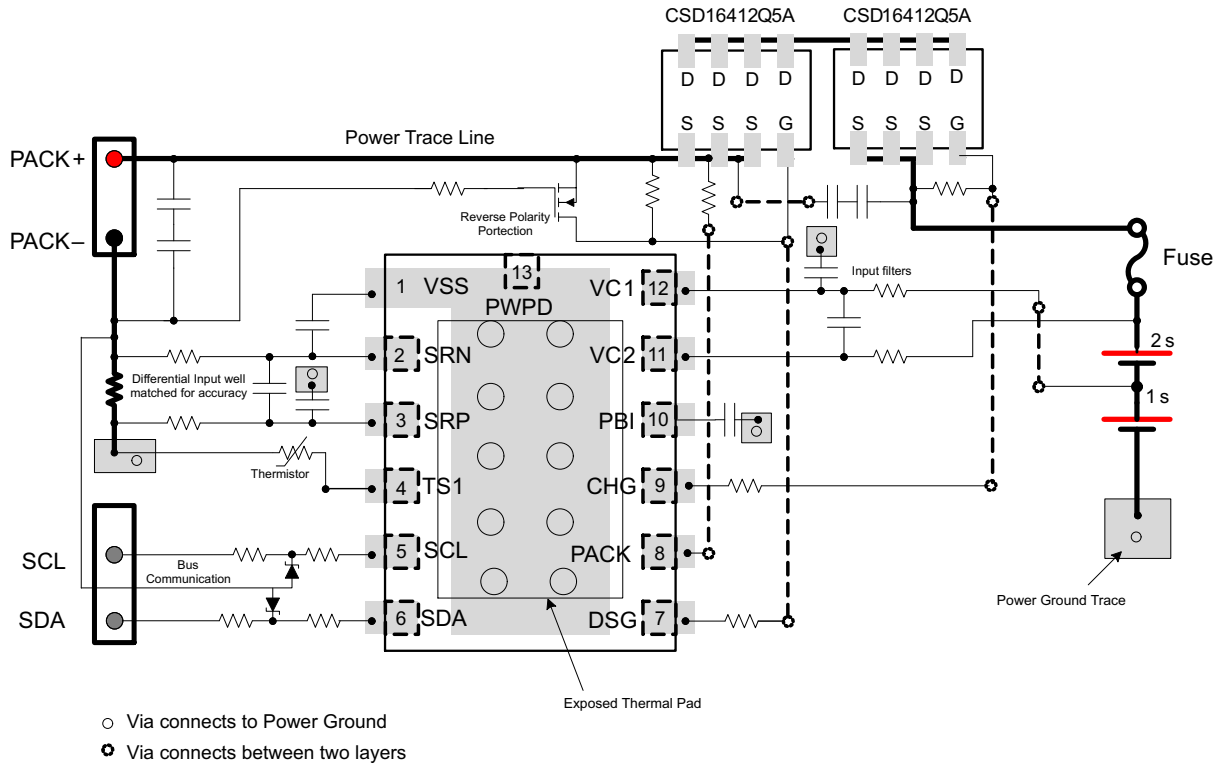 CSD16412Q5A
CSD16412Q5A
D D D D
D D D D
S S S G
S S S G
Power Trace Line
PACK+
PACK–
Reverse Polarity
Portection
Fuse
Input filters
2 s
1 s
13
PWPD
1 VSS
2 SRN
3 SRP
4 TS1
5 SCL
6 SDA
VC1 12
VC2 11
PBI 10
CHG 9
PACK 8
DSG 7
Differential Input well
matched for accuracy
Thermistor
SCL
SDA
Bus
Communication
Power Ground Trace
Exposed Thermal Pad
Via connects to Power Ground
Via connects between two layers